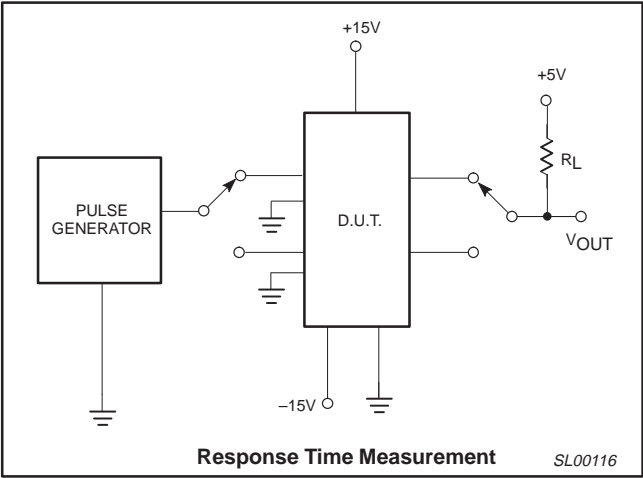 +15V
+5V
RL
PULSE
GENERATOR
D.U.T.
VOUT
–15V
Response Time Measurement
SL00116